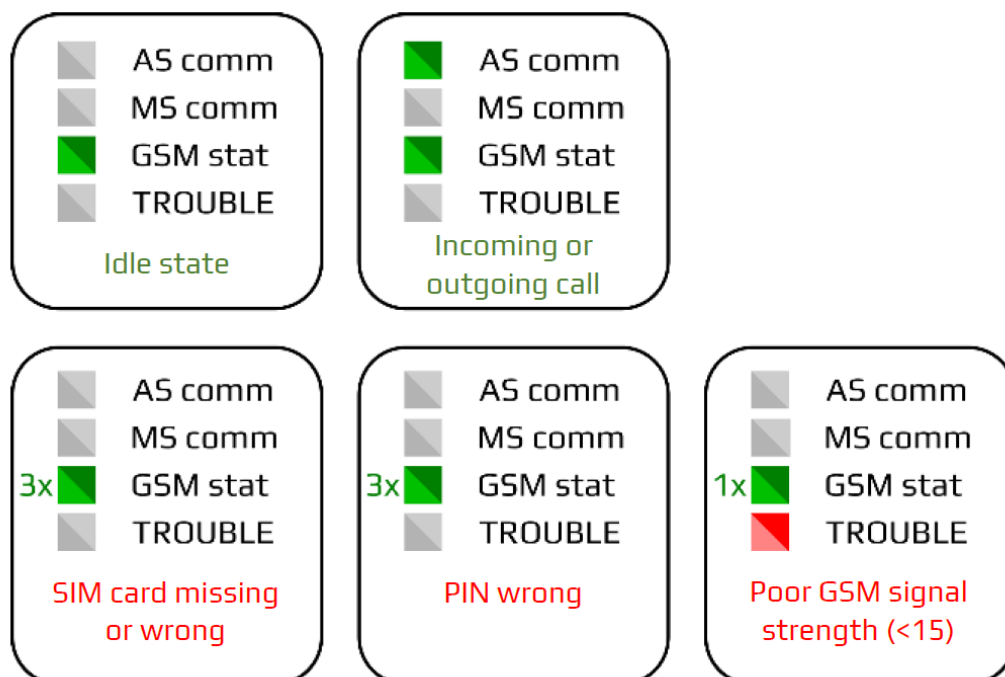 AS comm
MS comm
GSM stat
TROUBLE
Idle state
AS comm
MS comm
GSM stat
TROUBLE
Incoming or
outgoing call
AS comm
MS comm
3x GSM stat
TROUBLE
SIM card missing
or wrong
AS comm
MS comm
3x GSM stat
TROUBLE
PIN wrong
AS comm
MS comm
1x GSM stat
TROUBLE
Poor GSM signal
strength (<15)